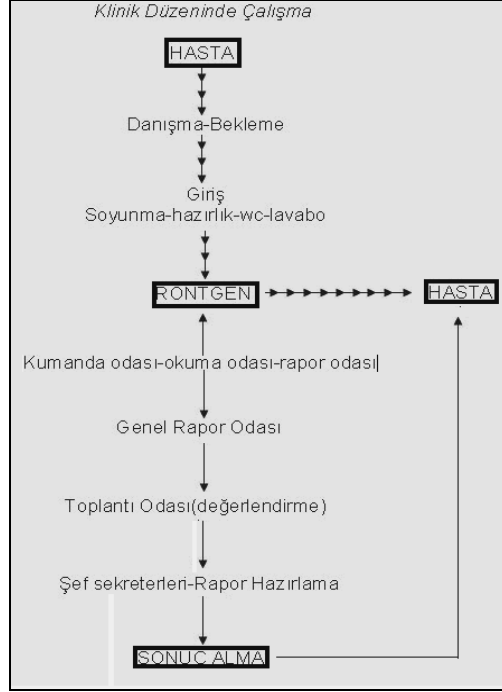 Klinik Düzeninde Çalışma
HASTA
Danışma-Bekleme
Giriş
Soyunma-hazırlık-wc-lavabo
RONTGEN
HASTA
Kumanda odası-okuma odası-rapor odası
Genel Rapor Odası
Toplantı Odası(değerlendirme)
Şef sekreterleri-Rapor Hazırlama
SONUC ALMA